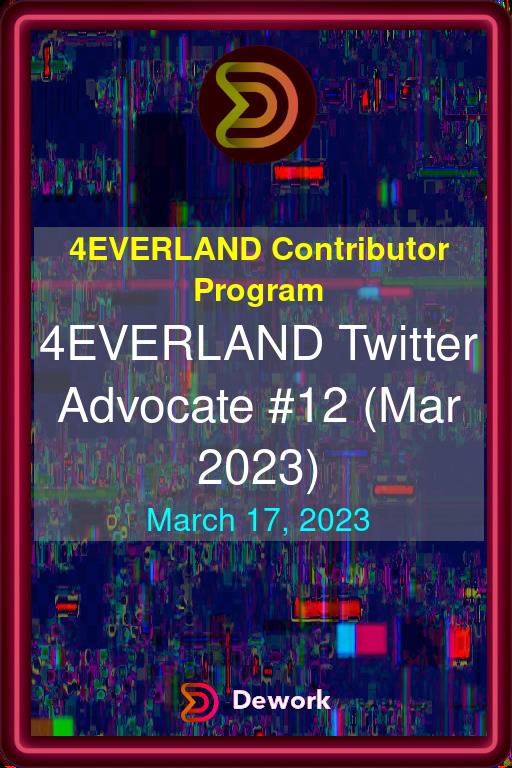 4EVERLAND Contributor
Program
4EVERLAND Twitter
Advocate #12 (Mar
2023)
March 17, 2023
Dework